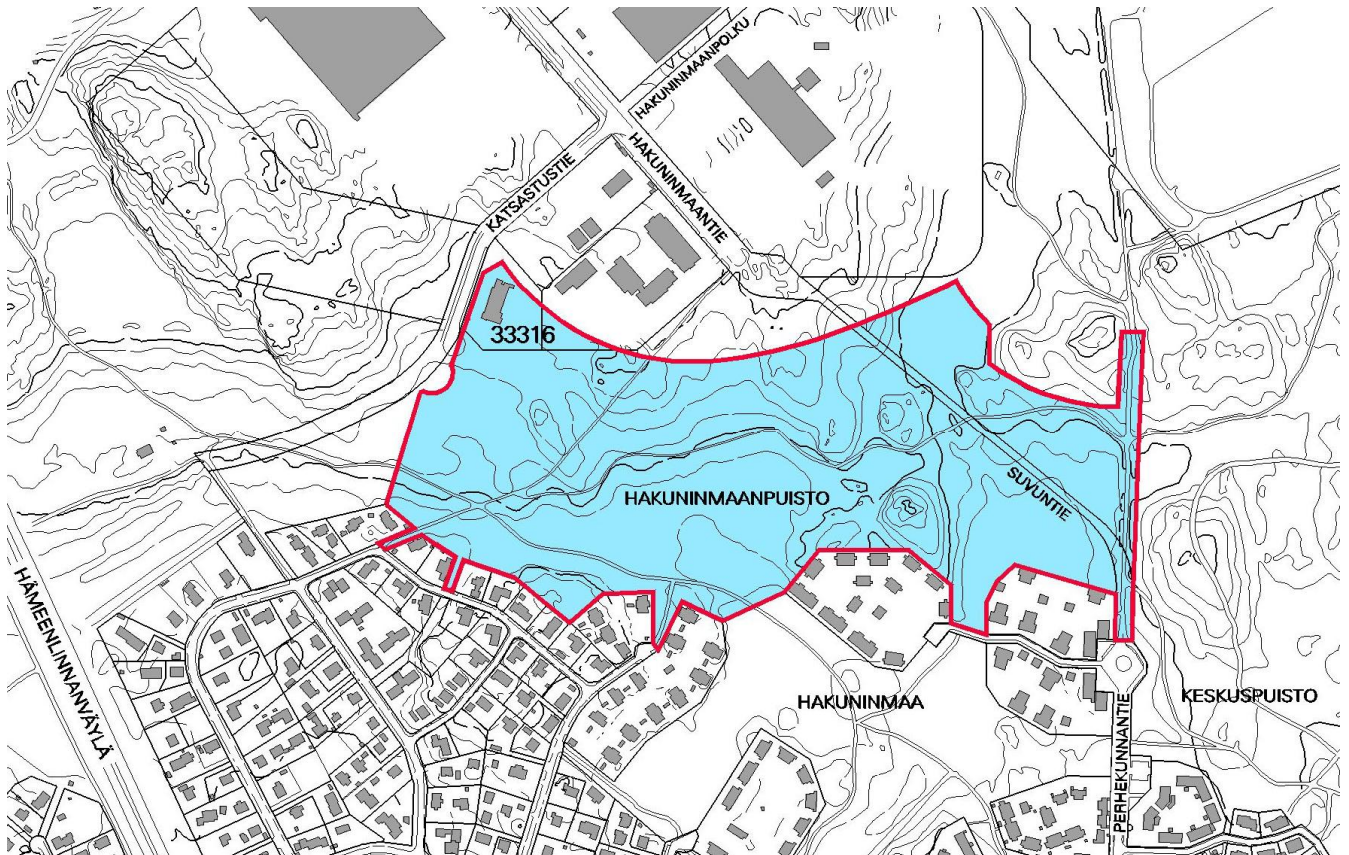 HAKUNINMAANPOLKU
HAKUNINMAANTIE
KATSASTUSTIE
33316
HAKUNINMAANPUISTO
SUVUNTIE
HÄMEENLINNANVÄYLÄ
HAKUNINMAA
KESKUSPUISTO
PERHEKUNNANTIE